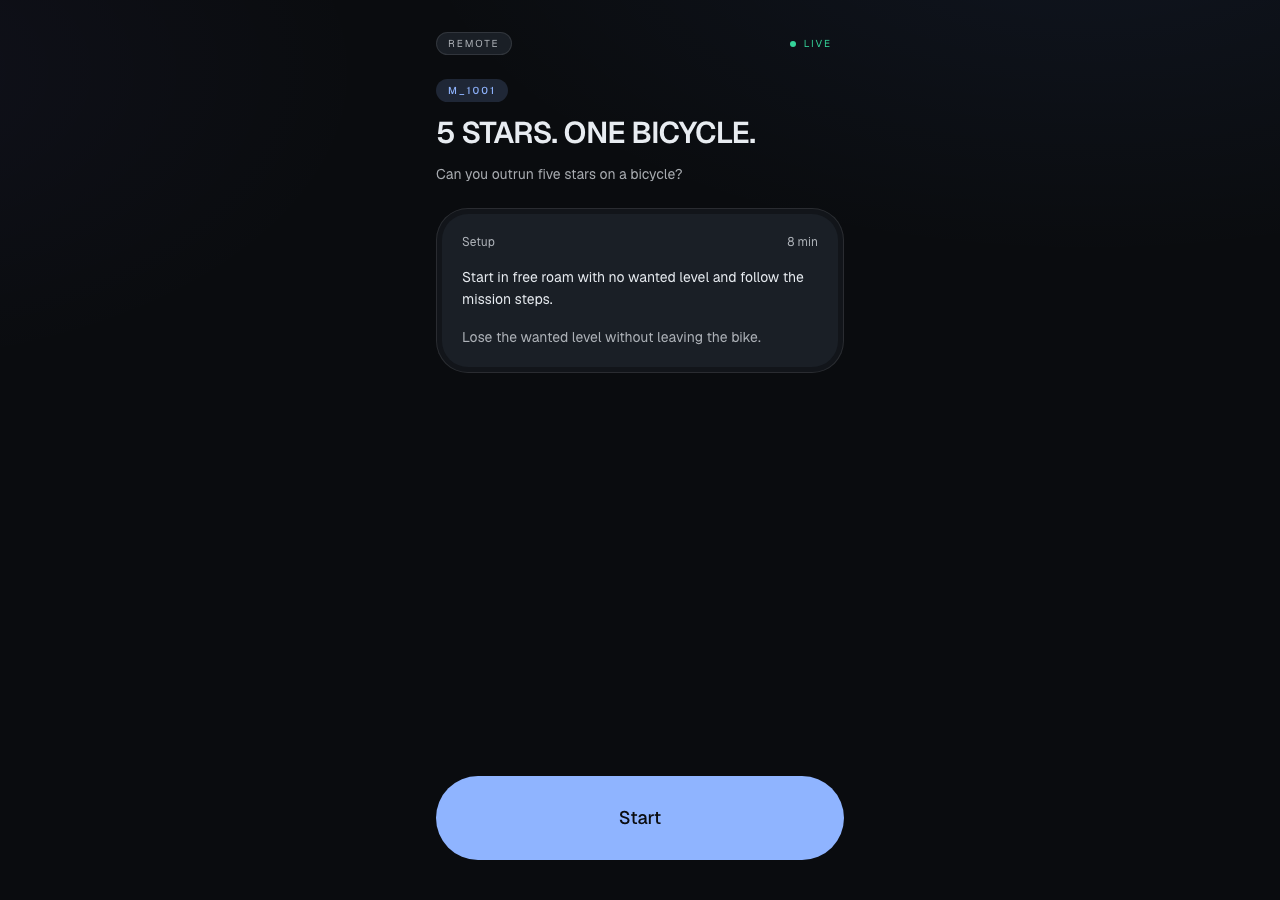 REMOTE
LIVE
M_1001
5 STARS. ONE BICYCLE.
Can you outrun five stars on a bicycle?
Setup
8 min
Start in free roam with no wanted level and follow the
mission steps.
Lose the wanted level without leaving the bike.
Start